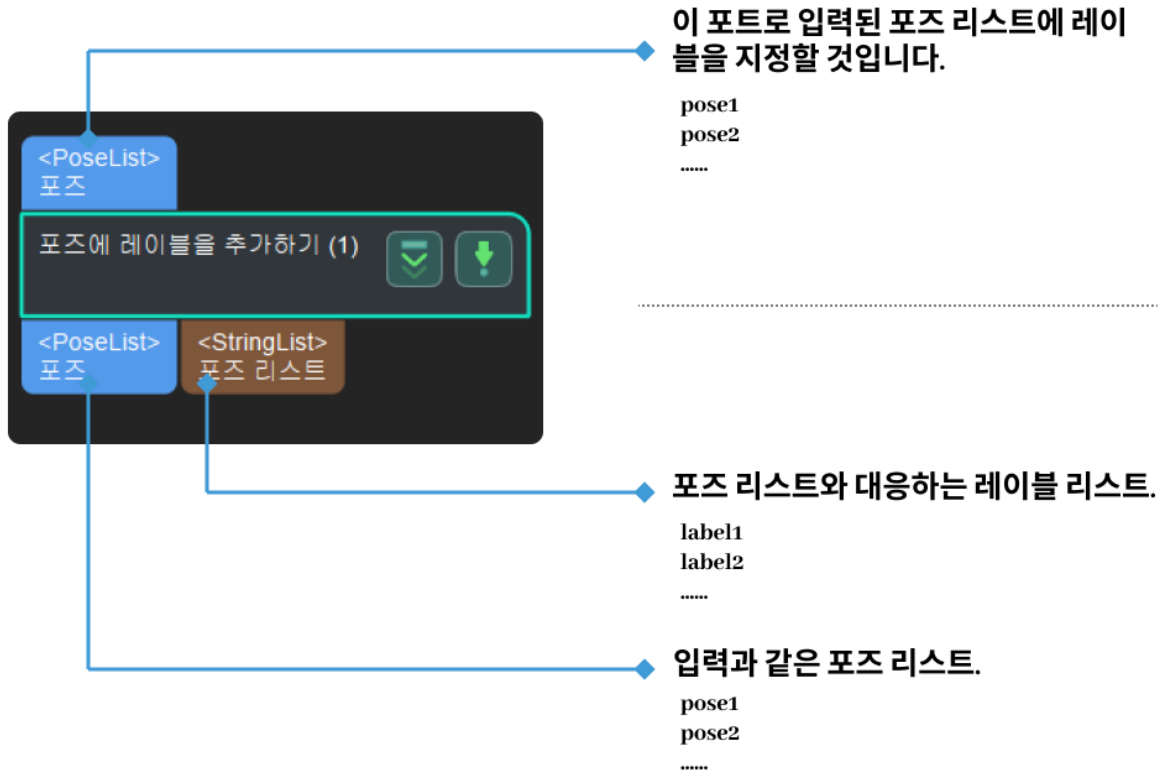 이 포트로 입력된 포즈 리스트에 레이
블을 지정할 것입니다.
pose1
pose2
......
<PoseList>
포즈
포즈에 레이블을 추가하기 (1)
<PoseList>
포즈
<StringList>
포즈 리스트
포즈 리스트와 대응하는 레이블 리스트.
label1
label2
......
입력과 같은 포즈 리스트.
pose1
pose2
......